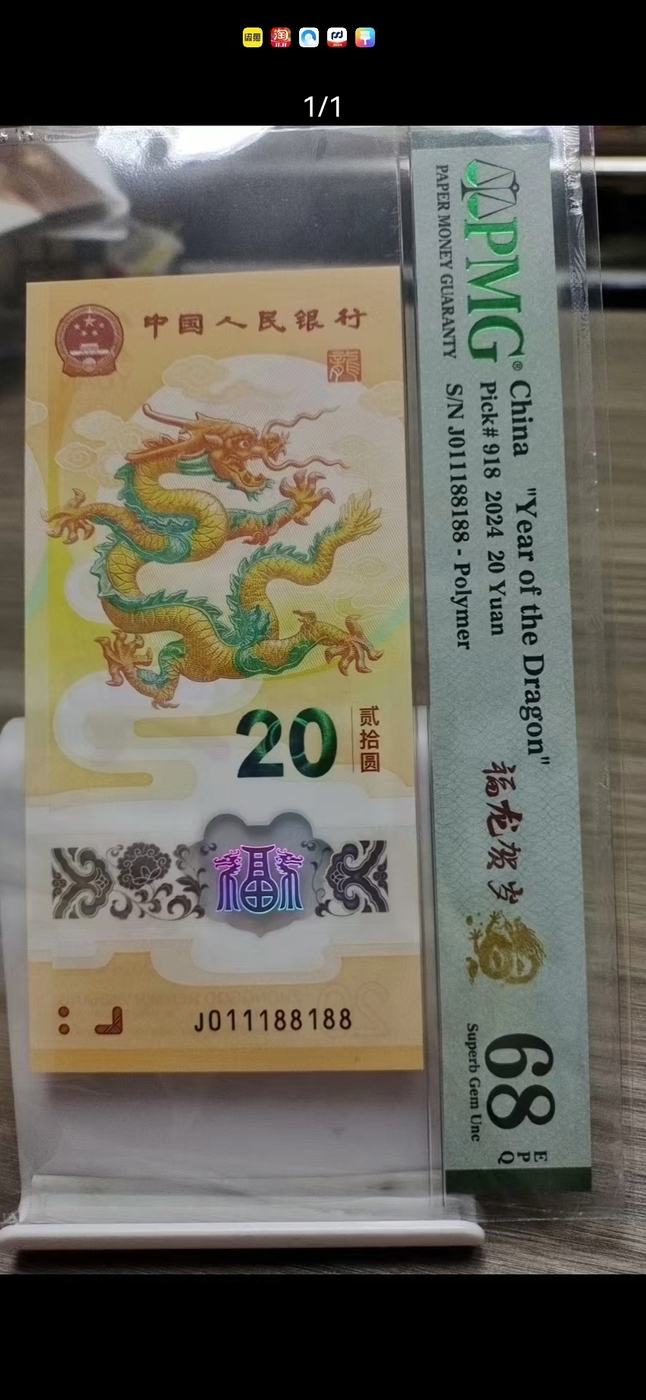 1/1
中国人民银行
龍
20
贰拾圆
福
J011188188
PMG®
PAPER MONEY GUARANTY
China "Year of the Dragon"
Pick# 918 2024 20 Yuan
S/N J011188188 - Polymer
福龙贺岁
68
EPQ
Superb Gem Unc